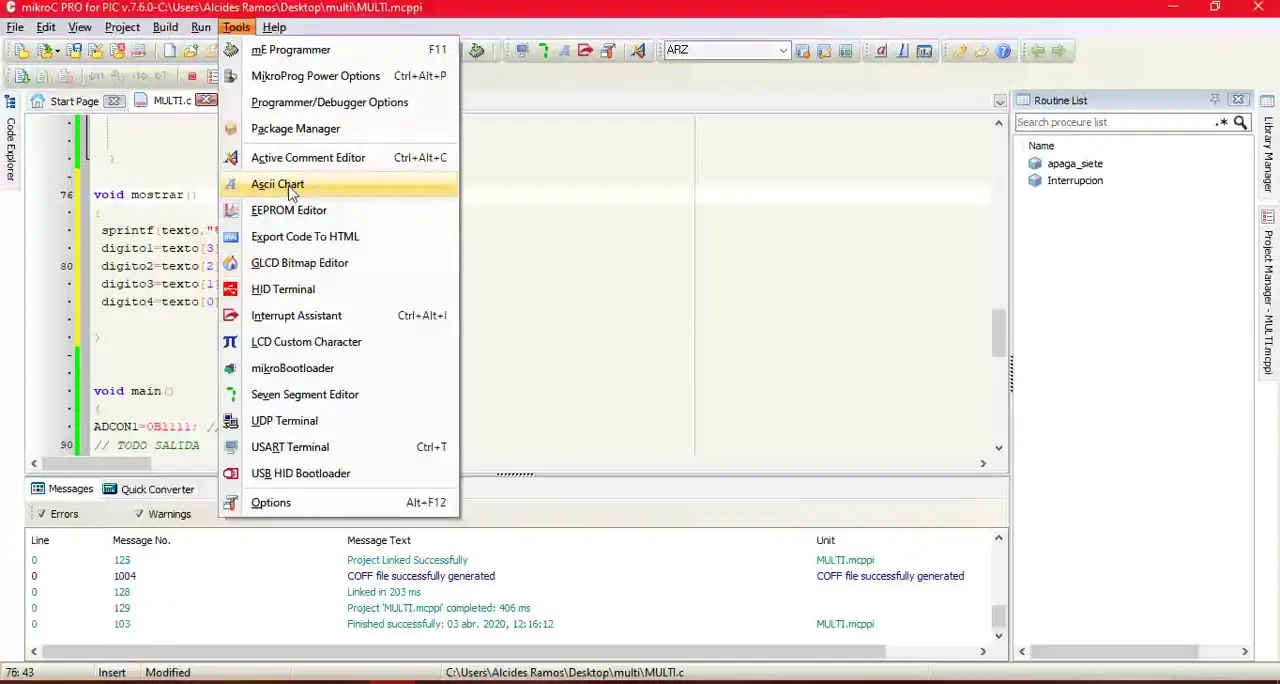 mikroC PRO for PIC v.7.6.0-C:\Users\Alcides Ramos\Desktop\multi\MULTI.mcppi
File Edit View Project Build Run Tools Help
mE Programmer F11
MikroProg Power Options Ctrl+Alt+P
Programmer/Debugger Options
Package Manager
Active Comment Editor Ctrl+Alt+C
Ascii Chart
EEPROM Editor
Export Code To HTML
GLCD Bitmap Editor
HID Terminal
Interrupt Assistant Ctrl+Alt+I
LCD Custom Character
mikroBootloader
Seven Segment Editor
UDP Terminal
USART Terminal Ctrl+T
USB HID Bootloader
Options Alt+F12
ARZ
Start Page
MULTI.c
Code Explorer
}
76 void mostrar()
{
sprintf(texto,"
digito1=texto[3]
80 digito2=texto[2]
digito3=texto[1]
digito4=texto[0]
}
void main()
{
ADCON1=0B1111; //
90 // TODO SALIDA
Routine List
Search proceure list
.*
Name
apaga_siete
Interrupcion
Library Manager
Project Manager - MULTI.mcppi
Messages Quick Converter
Errors Warnings
Line Message No. Message Text Unit
0 125 Project Linked Successfully MULTI.mcppi
0 1004 COFF file successfully generated COFF file successfully generated
0 128 Linked in 203 ms
0 129 Project 'MULTI.mcppi' completed: 406 ms
0 103 Finished successfully: 03 abr. 2020, 12:16:12 MULTI.mcppi
76: 43 Insert Modified C:\Users\Alcides Ramos\Desktop\multi\MULTI.c